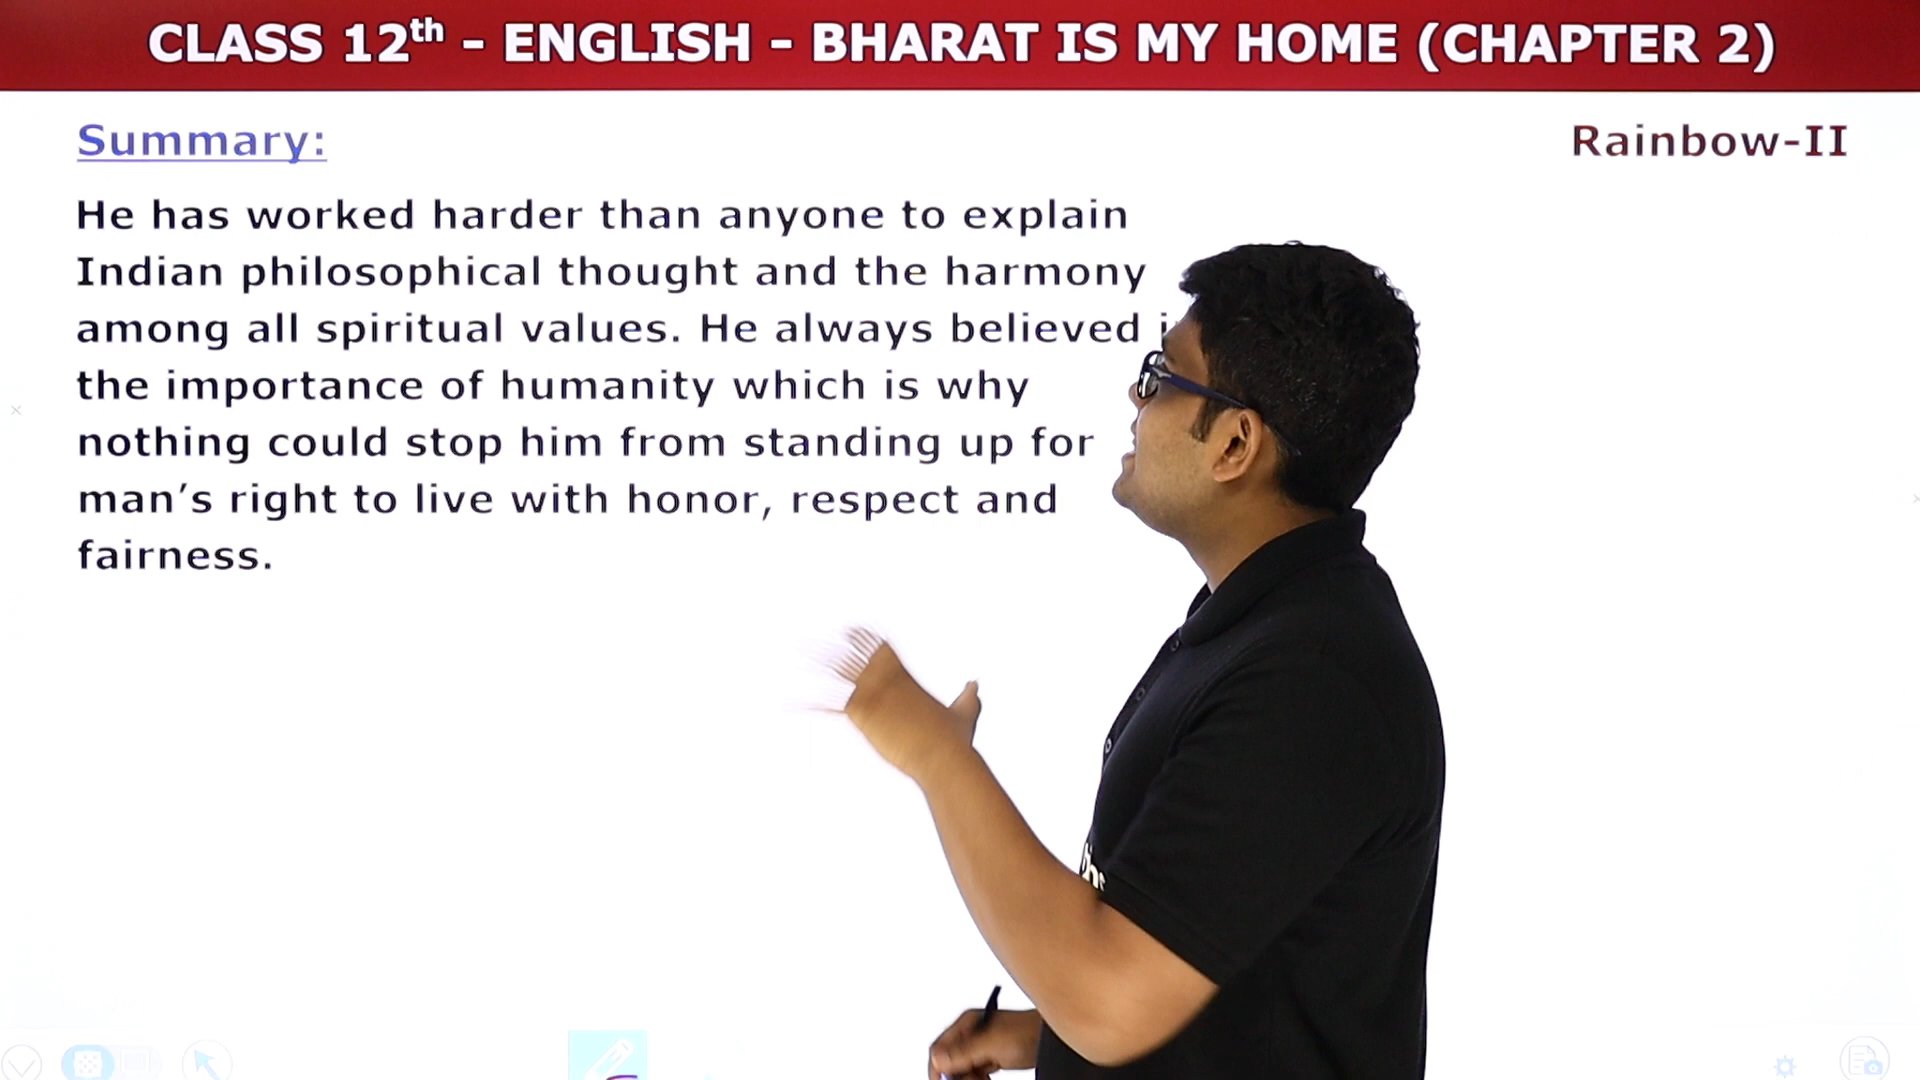 CLASS 12th - ENGLISH - BHARAT IS MY HOME (CHAPTER 2)
Summary:
Rainbow-II
He has worked harder than anyone to explain
Indian philosophical thought and the harmony
among all spiritual values. He always believed
the importance of humanity which is why
nothing could stop him from standing up for
man’s right to live with honor, respect and
fairness.